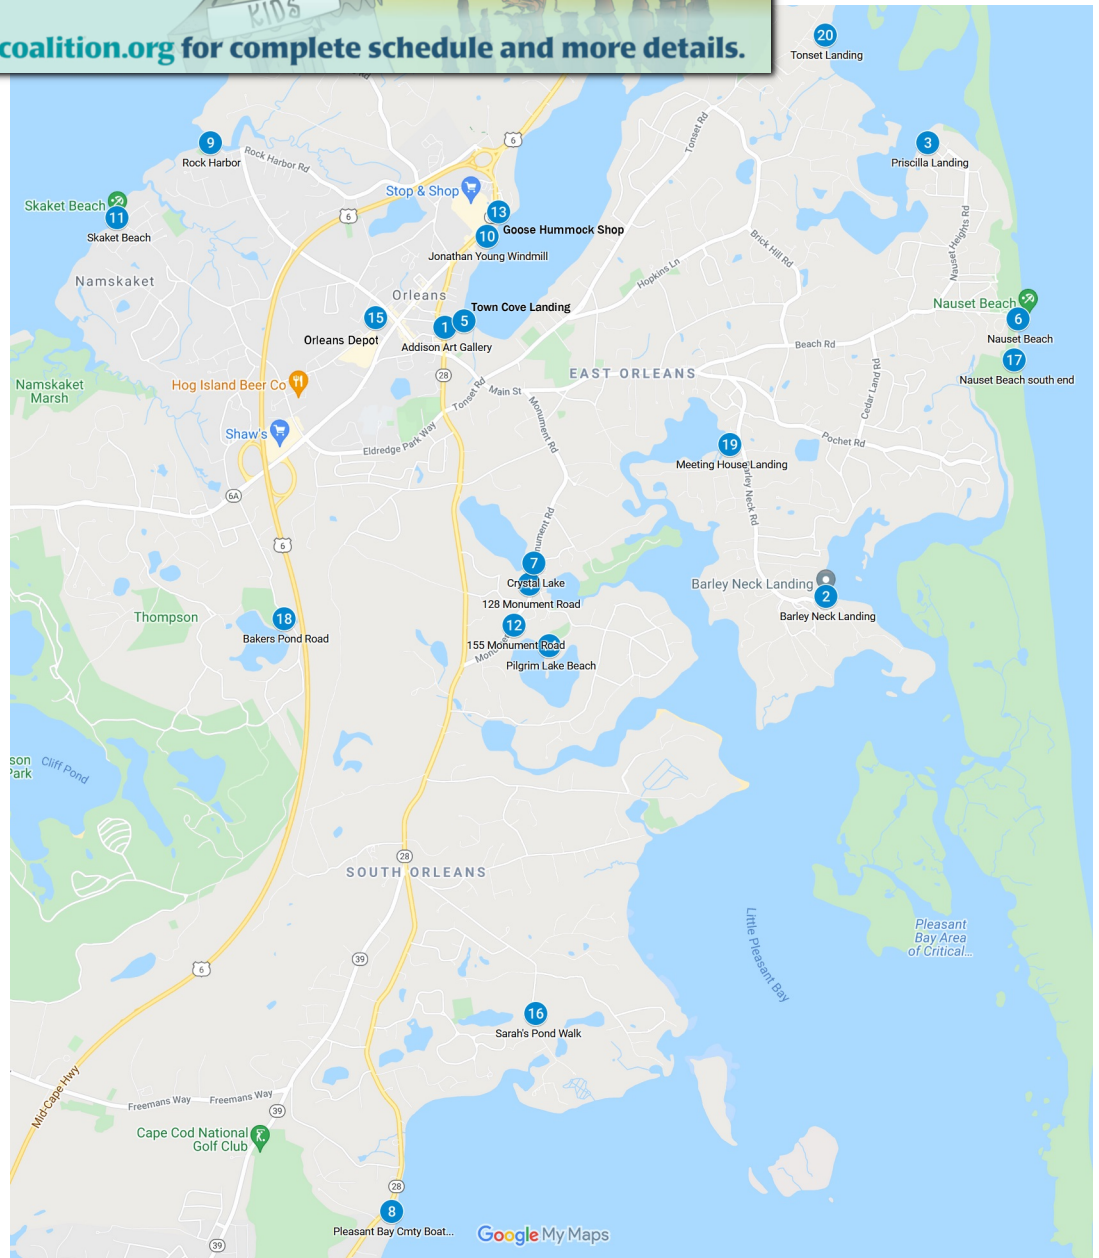 KIDS
coalition.org for complete schedule and more details.
20
Tonset Landing
6
9
Rock Harbor
Rock Harbor Rd
Tonset Rd
3
Priscilla Landing
Stop & Shop
Skaket Beach
11
Skaket Beach
6
13
Goose Hummock Shop
10
Jonathan Young Windmill
Brick Hill Rd
Nauset Heights Rd
Namskaket
Hopkins Ln
Orleans
Nauset Beach
6
Nauset Beach
15
Orleans Depot
Town Cove Landing
1
5
Addison Art Gallery
Beach Rd
17
Nauset Beach south end
28
EAST ORLEANS
Namskaket
Marsh
Hog Island Beer Co
Tonset Rd
Main St
Cedar Land Rd
Monument Rd
Shaw's
Eldredge Park Way
Pochet Rd
19
Meeting House Landing
Barley Neck Rd
6A
6
7
Crystal Lake
128 Monument Road
Barley Neck Landing
2
Barley Neck Landing
Thompson
18
Bakers Pond Road
12
155 Monument Road
Pilgrim Lake Beach
son
Park
Cliff Pond
28
SOUTH ORLEANS
Little Pleasant Bay
Pleasant
Bay Area
of Critical...
39
6
16
Sarah's Pond Walk
Mid-Cape Hwy
Freemans Way
Freemans Way
39
Cape Cod National
Golf Club
28
8
Pleasant Bay Cmty Boat...
Google My Maps
39